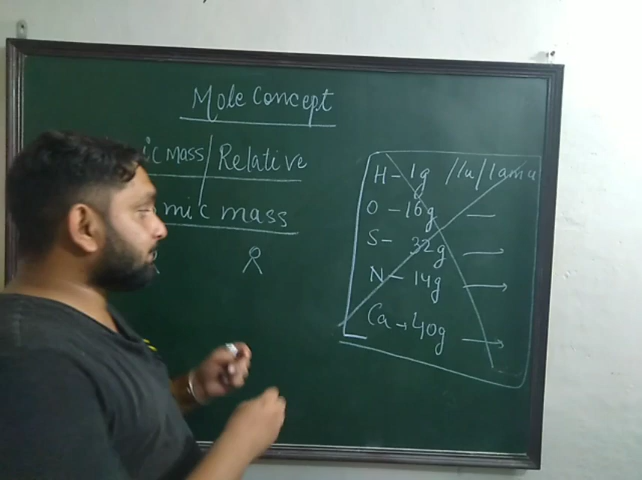 Mole Concept
ic mass/Relative
mic mass
H - 1g /1u/1amu
O - 16g
S - 32g
N - 14g
Ca → 40g